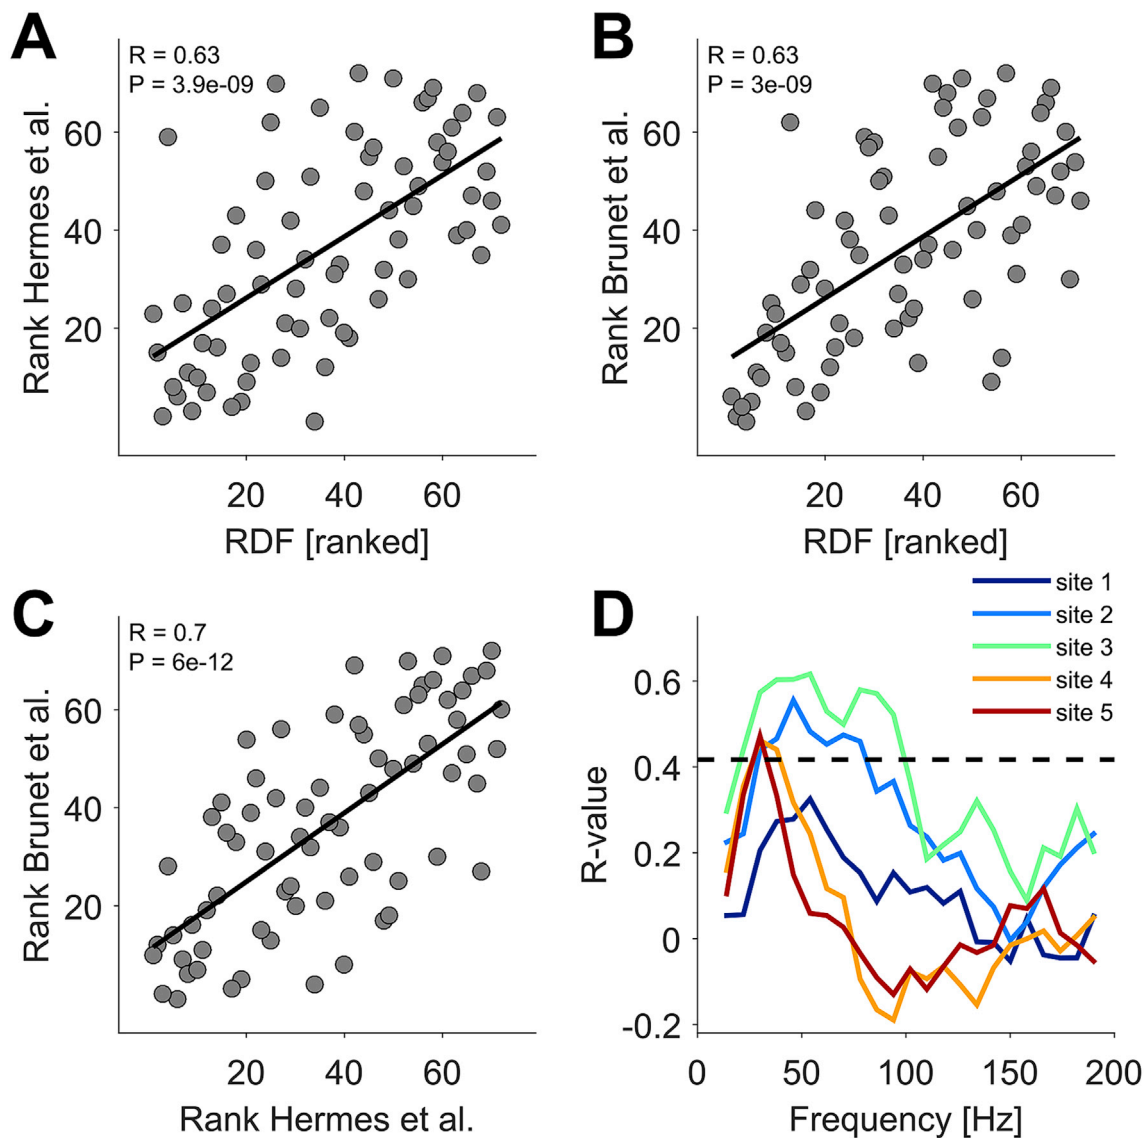 A
R = 0.63
P = 3.9e-09
Rank Hermes et al.
60
40
20
20 40 60
RDF [ranked]
B
R = 0.63
P = 3e-09
Rank Brunet et al.
60
40
20
20 40 60
RDF [ranked]
C
R = 0.7
P = 6e-12
Rank Brunet et al.
60
40
20
20 40 60
Rank Hermes et al.
D
site 1
site 2
site 3
site 4
site 5
R-value
0.6
0.4
0.2
0
-0.2
0 50 100 150 200
Frequency [Hz]